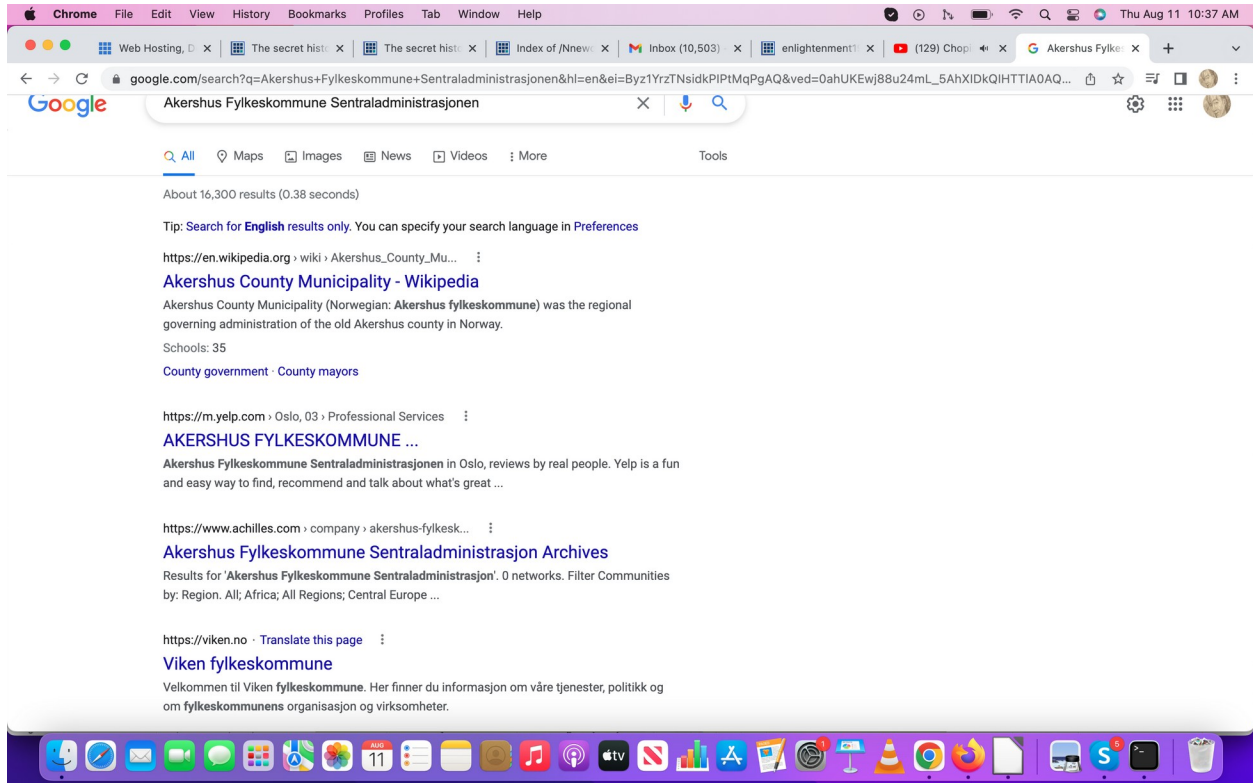 Chrome File Edit View History Bookmarks Profiles Tab Window Help Thu Aug 11 10:37 AM
Web Hosting, D The secret histo The secret histo Index of /Nnewo Inbox (10,503) - enlightenment1 (129) Chopi Akershus Fylkes
google.com/search?q=Akershus+Fylkeskommune+Sentraladministrasjonen&hl=en&ei=Byz1YrzTNsidkPIPtMqPgAQ&ved=0ahUKEwj88u24mL_5AhXIDkQIHTTIA0AQ...
Google Akershus Fylkeskommune Sentraladministrasjonen
All Maps Images News Videos More Tools
About 16,300 results (0.38 seconds)
Tip: Search for English results only. You can specify your search language in Preferences
https://en.wikipedia.org › wiki › Akershus_County_Mu...
Akershus County Municipality - Wikipedia
Akershus County Municipality (Norwegian: Akershus fylkeskommune) was the regional
governing administration of the old Akershus county in Norway.
Schools: 35
County government · County mayors
https://m.yelp.com › Oslo, 03 › Professional Services
AKERSHUS FYLKESKOMMUNE ...
Akershus Fylkeskommune Sentraladministrasjonen in Oslo, reviews by real people. Yelp is a fun
and easy way to find, recommend and talk about what's great ...
https://www.achilles.com › company › akershus-fylkesk...
Akershus Fylkeskommune Sentraladministrasjon Archives
Results for 'Akershus Fylkeskommune Sentraladministrasjon'. 0 networks. Filter Communities
by: Region. All; Africa; All Regions; Central Europe ...
https://viken.no · Translate this page
Viken fylkeskommune
Velkommen til Viken fylkeskommune. Her finner du informasjon om våre tjenester, politikk og
om fylkeskommunens organisasjon og virksomheter.
AUG
11
tv
1
5